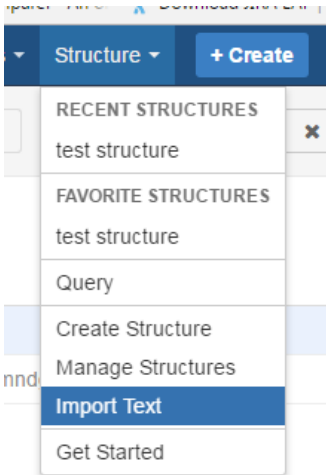 Structure
+ Create
RECENT STRUCTURES
test structure
FAVORITE STRUCTURES
test structure
Query
Create Structure
Manage Structures
Import Text
Get Started